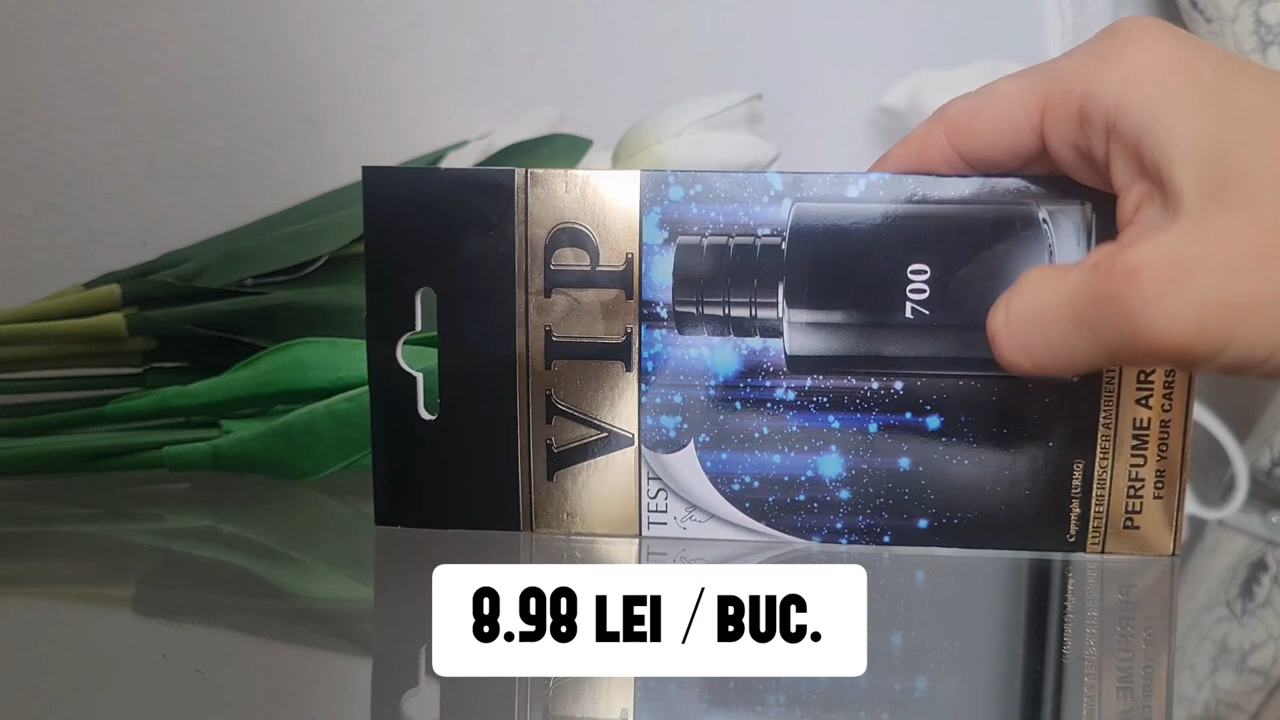 VIP
700
TEST
Copyright (URHG)
LUFTERFRISCHER AMBIENT
PERFUME AIR
FOR YOUR CARS
8.98 LEI / BUC.